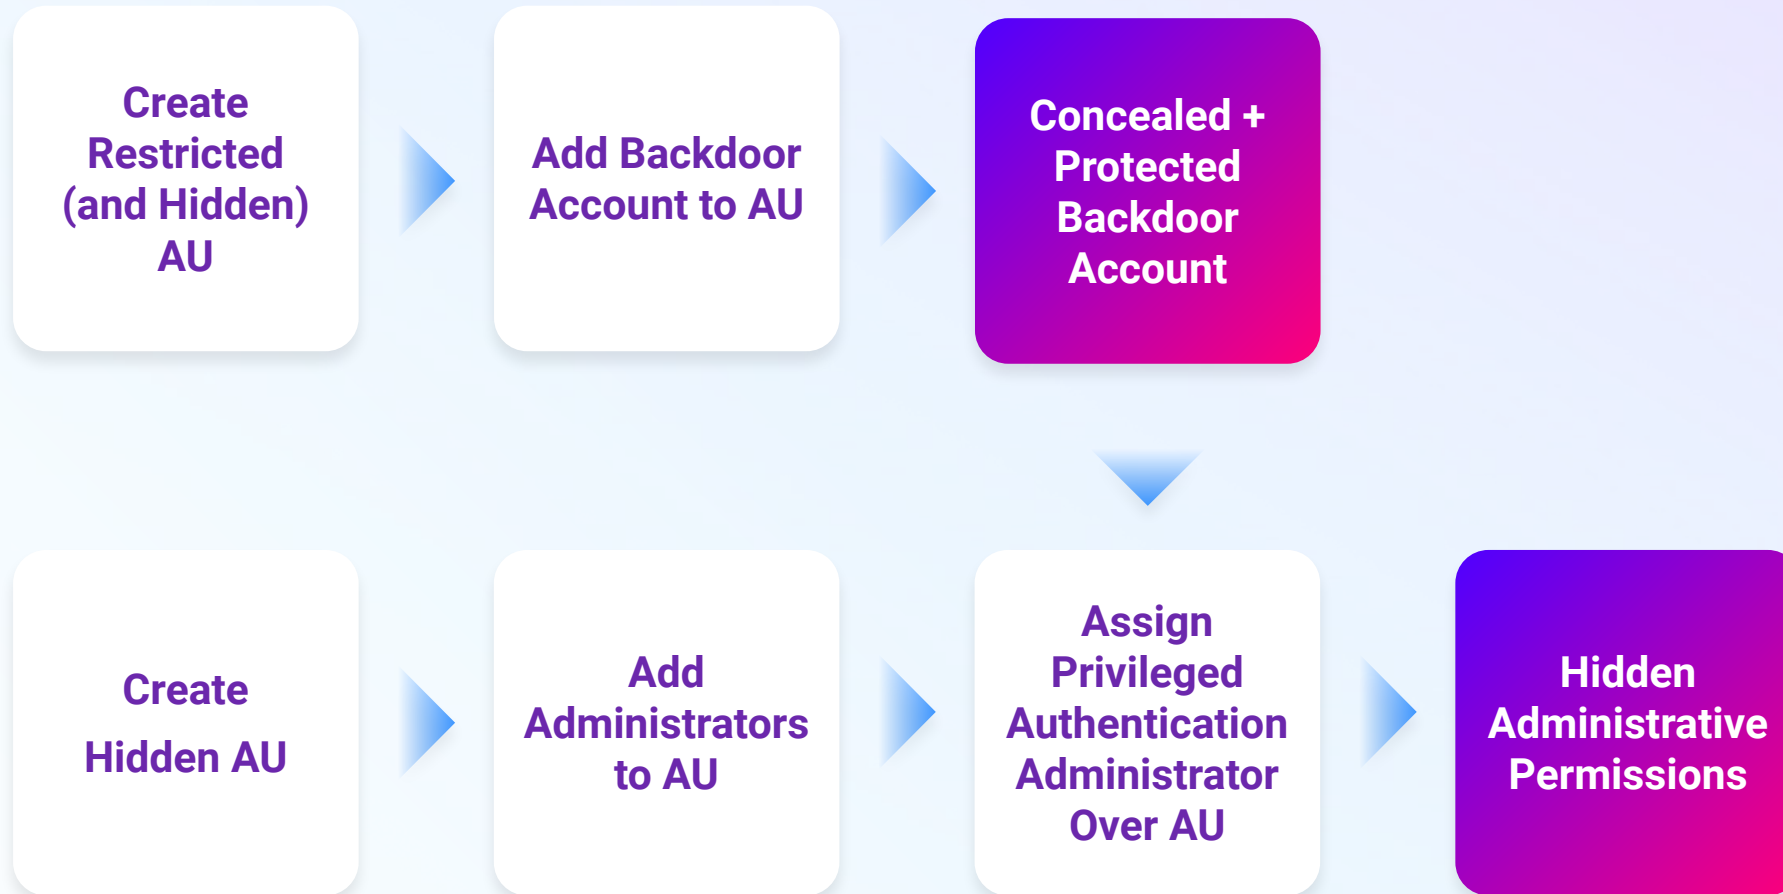 Create
Restricted
(and Hidden)
AU
Add Backdoor
Account to AU
Concealed +
Protected
Backdoor
Account
Create
Hidden AU
Add
Administrators
to AU
Assign
Privileged
Authentication
Administrator
Over AU
Hidden
Administrative
Permissions